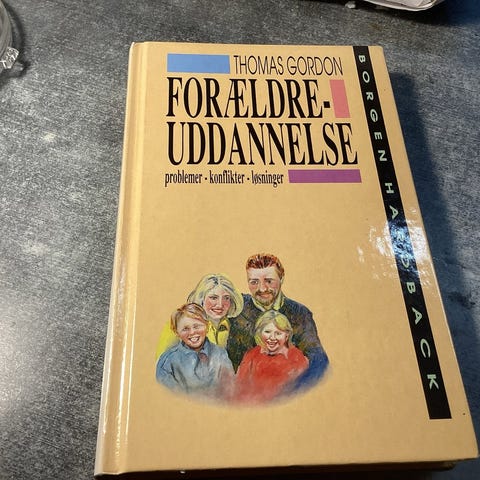 THOMAS GORDON
FORÆLDRE-
UDDANNELSE
problemer • konflikter • løsninger
BORGEN HARDBACK